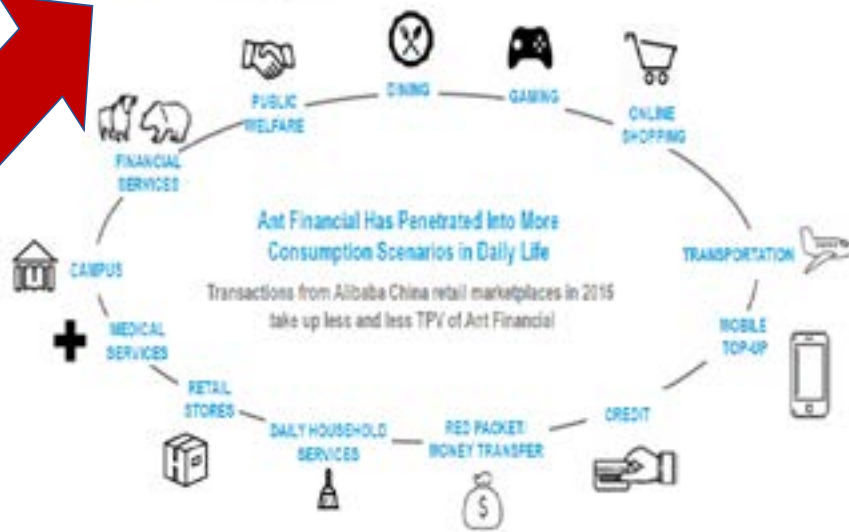 DINING
GAMING
PUBLIC
WELFARE
ONLINE
SHOPPING
FINANCIAL
SERVICES
Ant Financial Has Penetrated Into More
Consumption Scenarios in Daily Life
TRANSPORTATION
CAMPUS
Transactions from Alibaba China retail marketplaces in 2015
take up less and less TPV of Ant Financial
MEDICAL
SERVICES
MOBILE
TOP-UP
RETAIL
STORES
CREDIT
DAILY HOUSEHOLD
SERVICES
RED PACKET/
MONEY TRANSFER
$